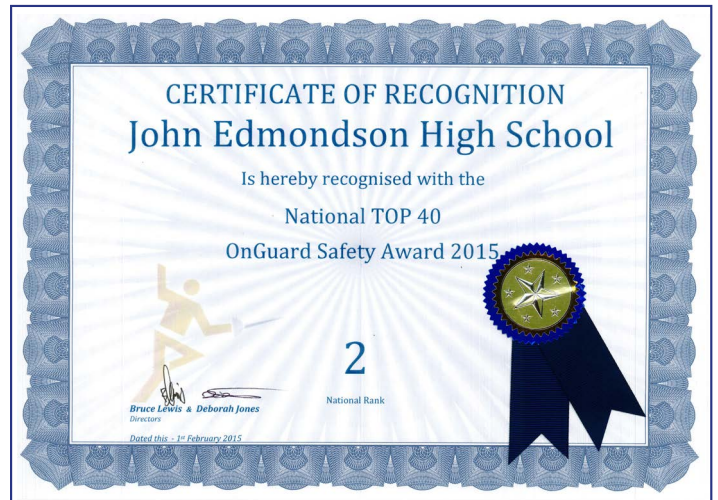 CERTIFICATE OF RECOGNITION
John Edmondson High School
Is hereby recognised with the
National TOP 40
OnGuard Safety Award 2015
2
National Rank
Bruce Lewis & Deborah Jones
Directors
Dated this - 1st February 2015